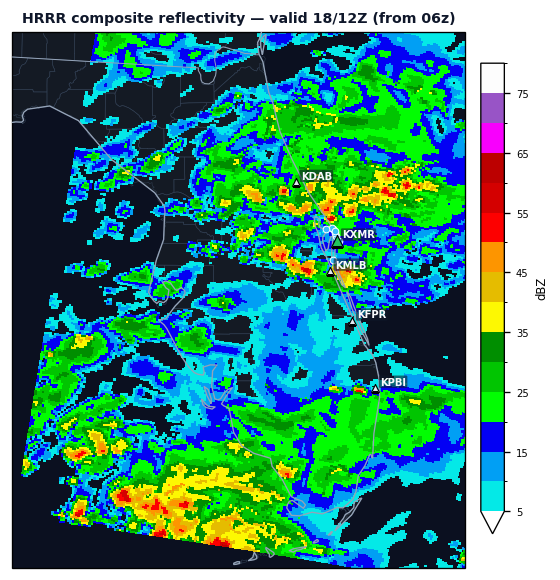 HRRR composite reflectivity — valid 18/12Z (from 06z)
75
65
55
45
35
25
15
5
dBZ
KDAB
KXMR
KMLB
KFPR
KPBI